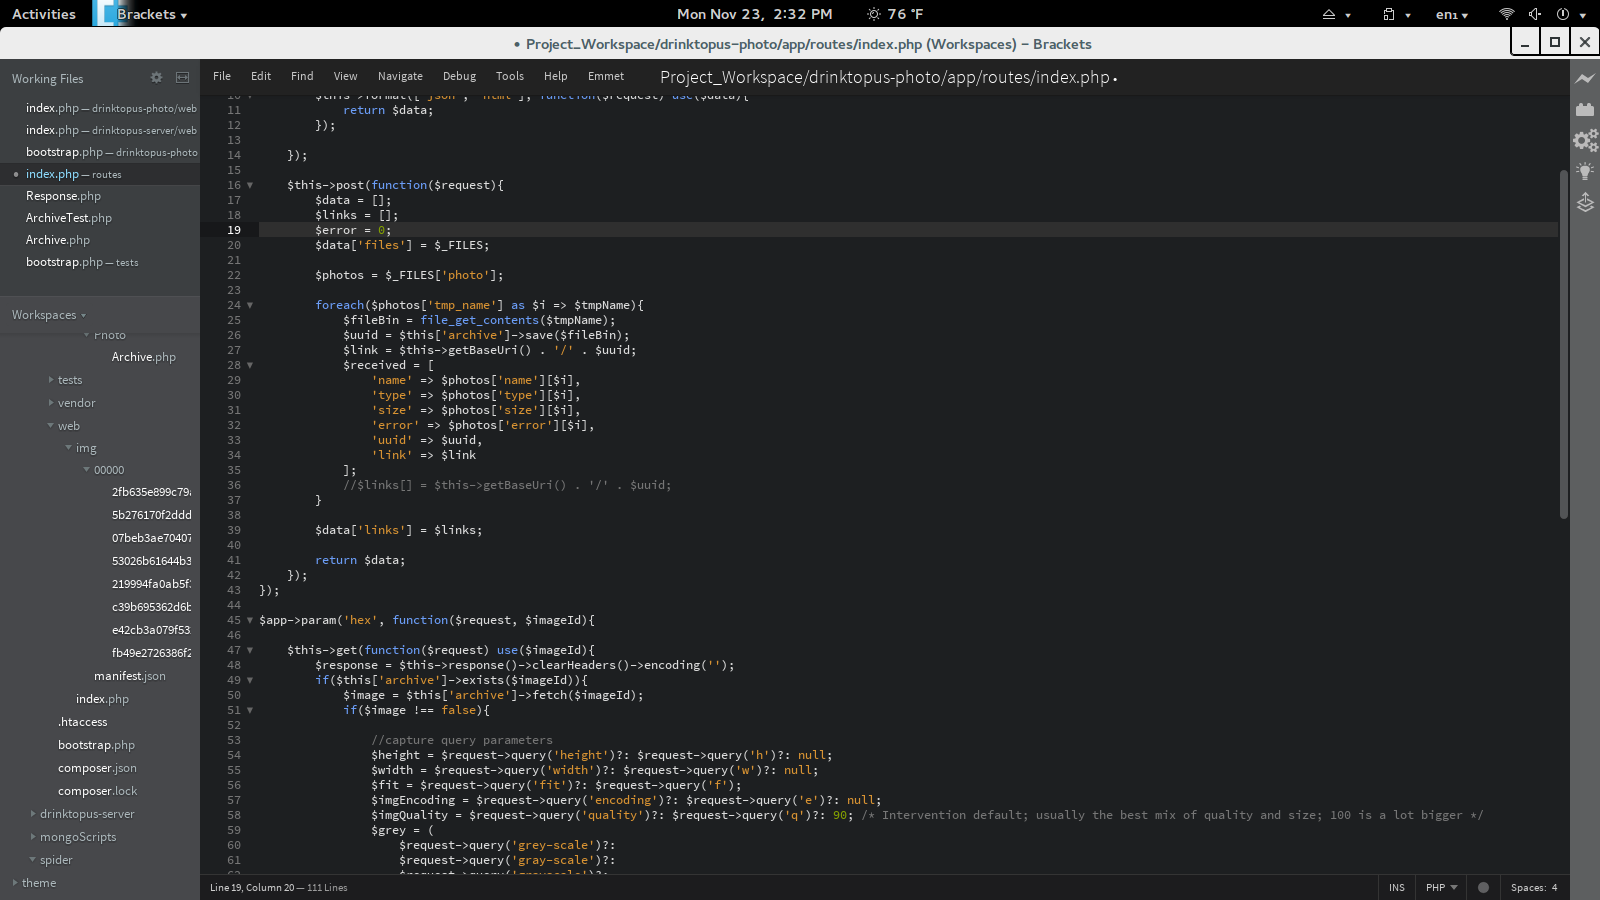 Activities
Brackets
Mon Nov 23, 2:32 PM
76 °F
en₁
• Project_Workspace/drinktopus-photo/app/routes/index.php (Workspaces) – Brackets
Working Files
index.php — drinktopus-photo/web
index.php — drinktopus-server/web
bootstrap.php — drinktopus-photo
index.php — routes
Response.php
ArchiveTest.php
Archive.php
bootstrap.php — tests
Workspaces
Photo
Archive.php
tests
vendor
web
img
00000
2fb635e899c79
5b276170f2ddd
07beb3ae70407
53026b61644b3
219994fa0ab5f
c39b695362d6b
e42cb3a079f53
fb49e2726386f2
manifest.json
index.php
.htaccess
bootstrap.php
composer.json
composer.lock
drinktopus-server
mongoScripts
spider
theme
File Edit Find View Navigate Debug Tools Help Emmet
Project_Workspace/drinktopus-photo/app/routes/index.php •
10 $this->format(['json', 'html'], function($request) use($data){
11 return $data;
12 });
13
14 });
15
16 $this->post(function($request){
17 $data = [];
18 $links = [];
19 $error = 0;
20 $data['files'] = $_FILES;
21
22 $photos = $_FILES['photo'];
23
24 foreach($photos['tmp_name'] as $i => $tmpName){
25 $fileBin = file_get_contents($tmpName);
26 $uuid = $this['archive']->save($fileBin);
27 $link = $this->getBaseUri() . '/' . $uuid;
28 $received = [
29 'name' => $photos['name'][$i],
30 'type' => $photos['type'][$i],
31 'size' => $photos['size'][$i],
32 'error' => $photos['error'][$i],
33 'uuid' => $uuid,
34 'link' => $link
35 ];
36 //$links[] = $this->getBaseUri() . '/' . $uuid;
37 }
38
39 $data['links'] = $links;
40
41 return $data;
42 });
43 });
44
45 $app->param('hex', function($request, $imageId){
46
47 $this->get(function($request) use($imageId){
48 $response = $this->response()->clearHeaders()->encoding('');
49 if($this['archive']->exists($imageId)){
50 $image = $this['archive']->fetch($imageId);
51 if($image !== false){
52
53 //capture query parameters
54 $height = $request->query('height')?: $request->query('h')?: null;
55 $width = $request->query('width')?: $request->query('w')?: null;
56 $fit = $request->query('fit')?: $request->query('f');
57 $imgEncoding = $request->query('encoding')?: $request->query('e')?: null;
58 $imgQuality = $request->query('quality')?: $request->query('q')?: 90; /* Intervention default; usually the best mix of quality and size; 100 is a lot bigger */
59 $grey = (
60 $request->query('grey-scale')?:
61 $request->query('gray-scale')?:
62 $request->query('greyscale')?:
Line 19, Column 20 — 111 Lines
INS
PHP
Spaces: 4